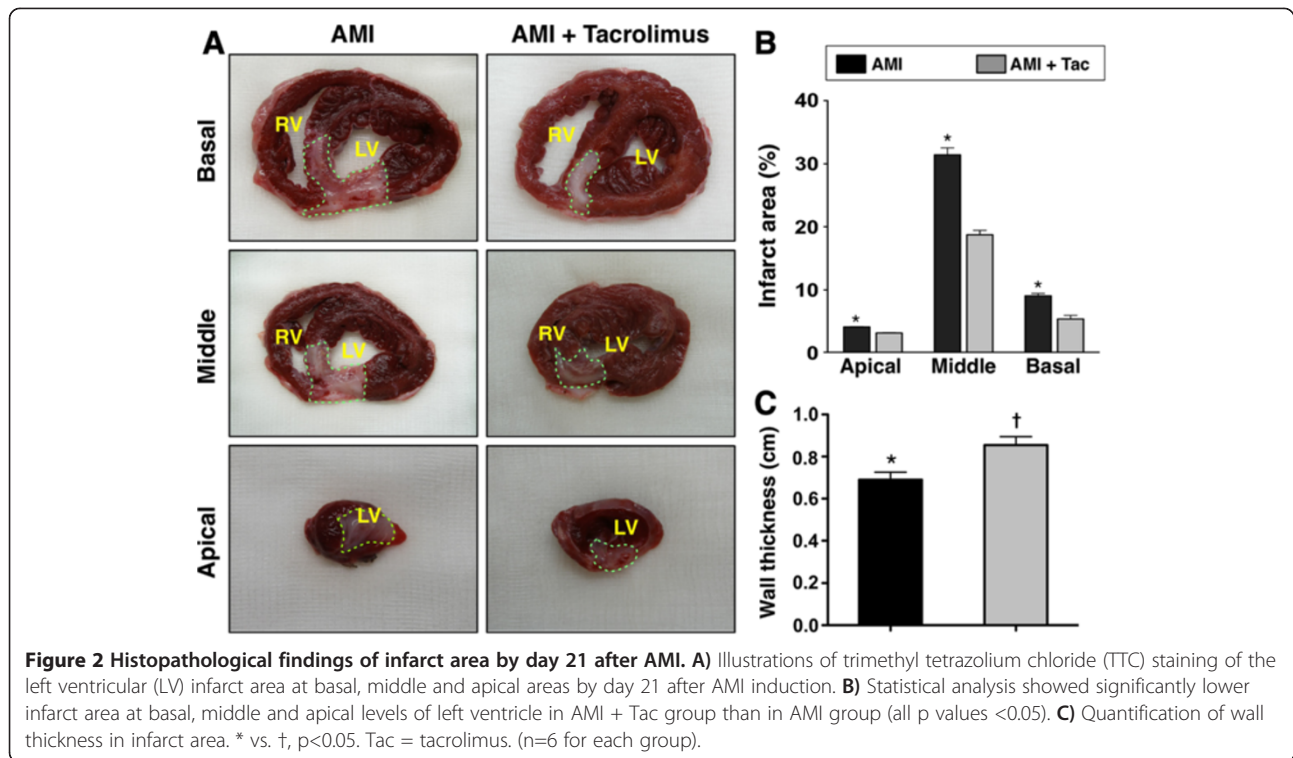 A
AMI
AMI + Tacrolimus
Basal
RV
LV
RV
LV
Middle
RV
LV
RV
LV
Apical
LV
LV
B
AMI
AMI + Tac
Infarct area (%)
40
30
20
10
0
*
*
*
Apical
Middle
Basal
C
Wall thickness (cm)
1.0
0.8
0.6
0.4
0.2
0.0
*
†
Figure 2 Histopathological findings of infarct area by day 21 after AMI. A) Illustrations of trimethyl tetrazolium chloride (TTC) staining of the
left ventricular (LV) infarct area at basal, middle and apical areas by day 21 after AMI induction. B) Statistical analysis showed significantly lower
infarct area at basal, middle and apical levels of left ventricle in AMI + Tac group than in AMI group (all p values <0.05). C) Quantification of wall
thickness in infarct area. * vs. †, p<0.05. Tac = tacrolimus. (n=6 for each group).